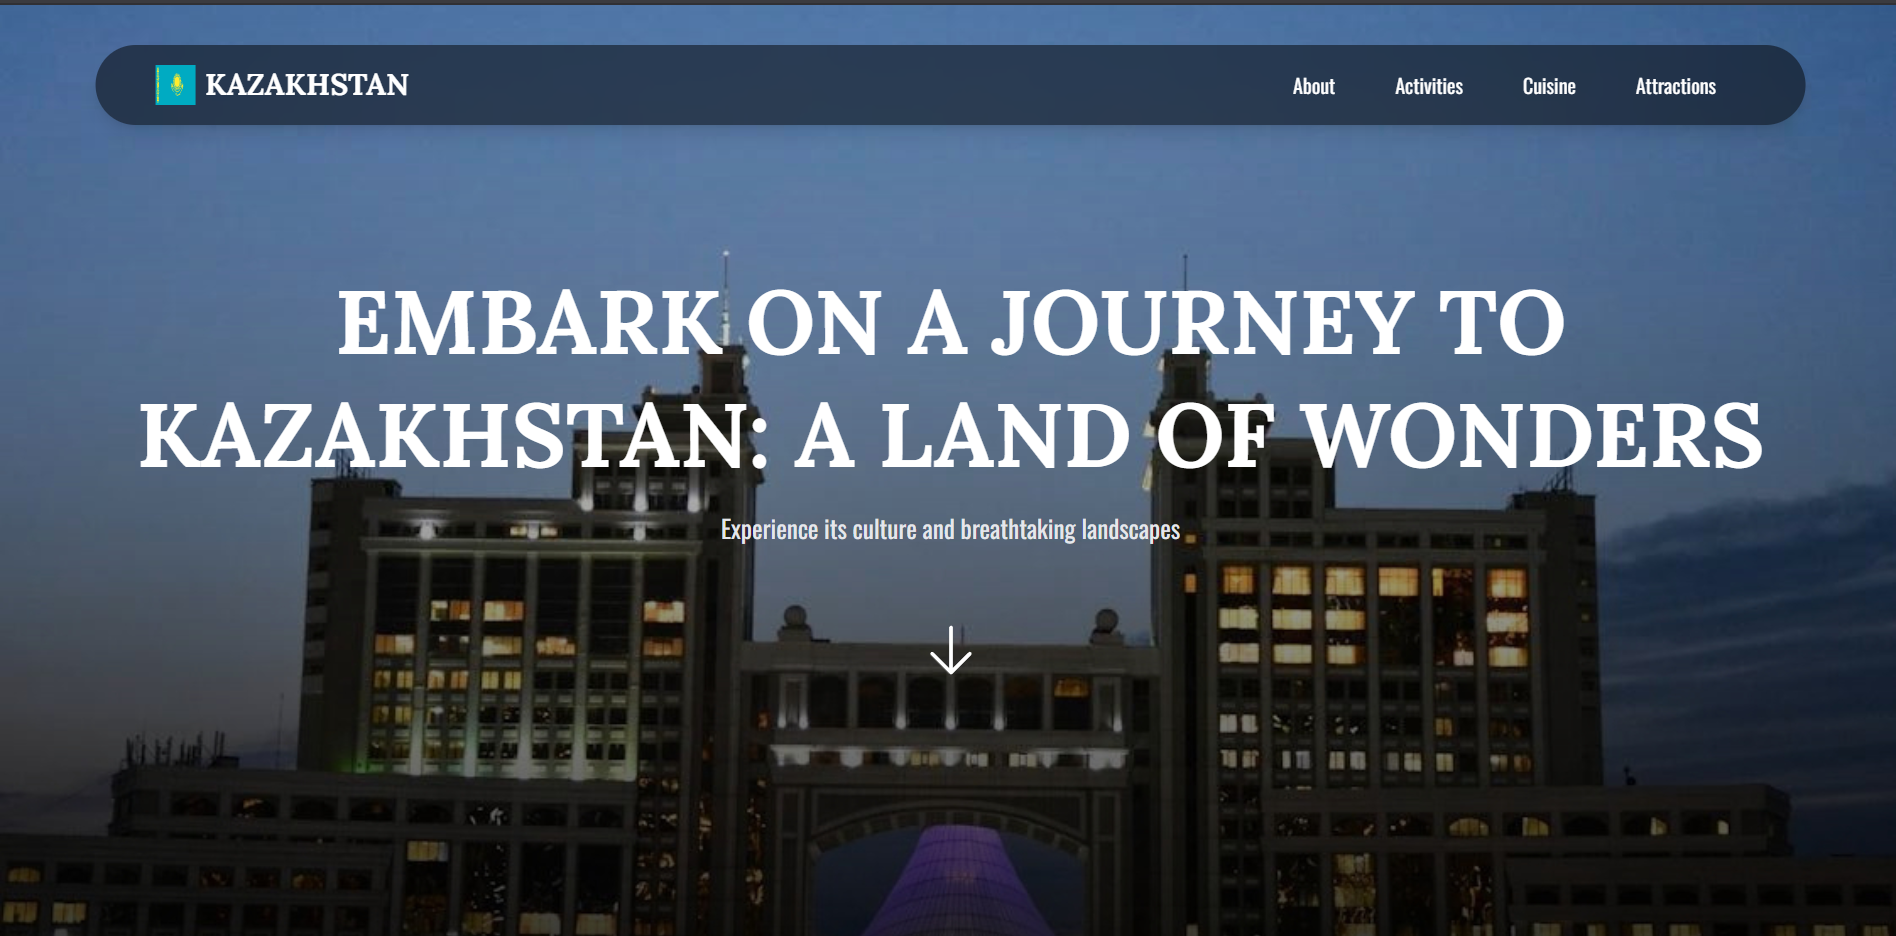 KAZAKHSTAN
About
Activities
Cuisine
Attractions
EMBARK ON A JOURNEY TO
KAZAKHSTAN: A LAND OF WONDERS
Experience its culture and breathtaking landscapes